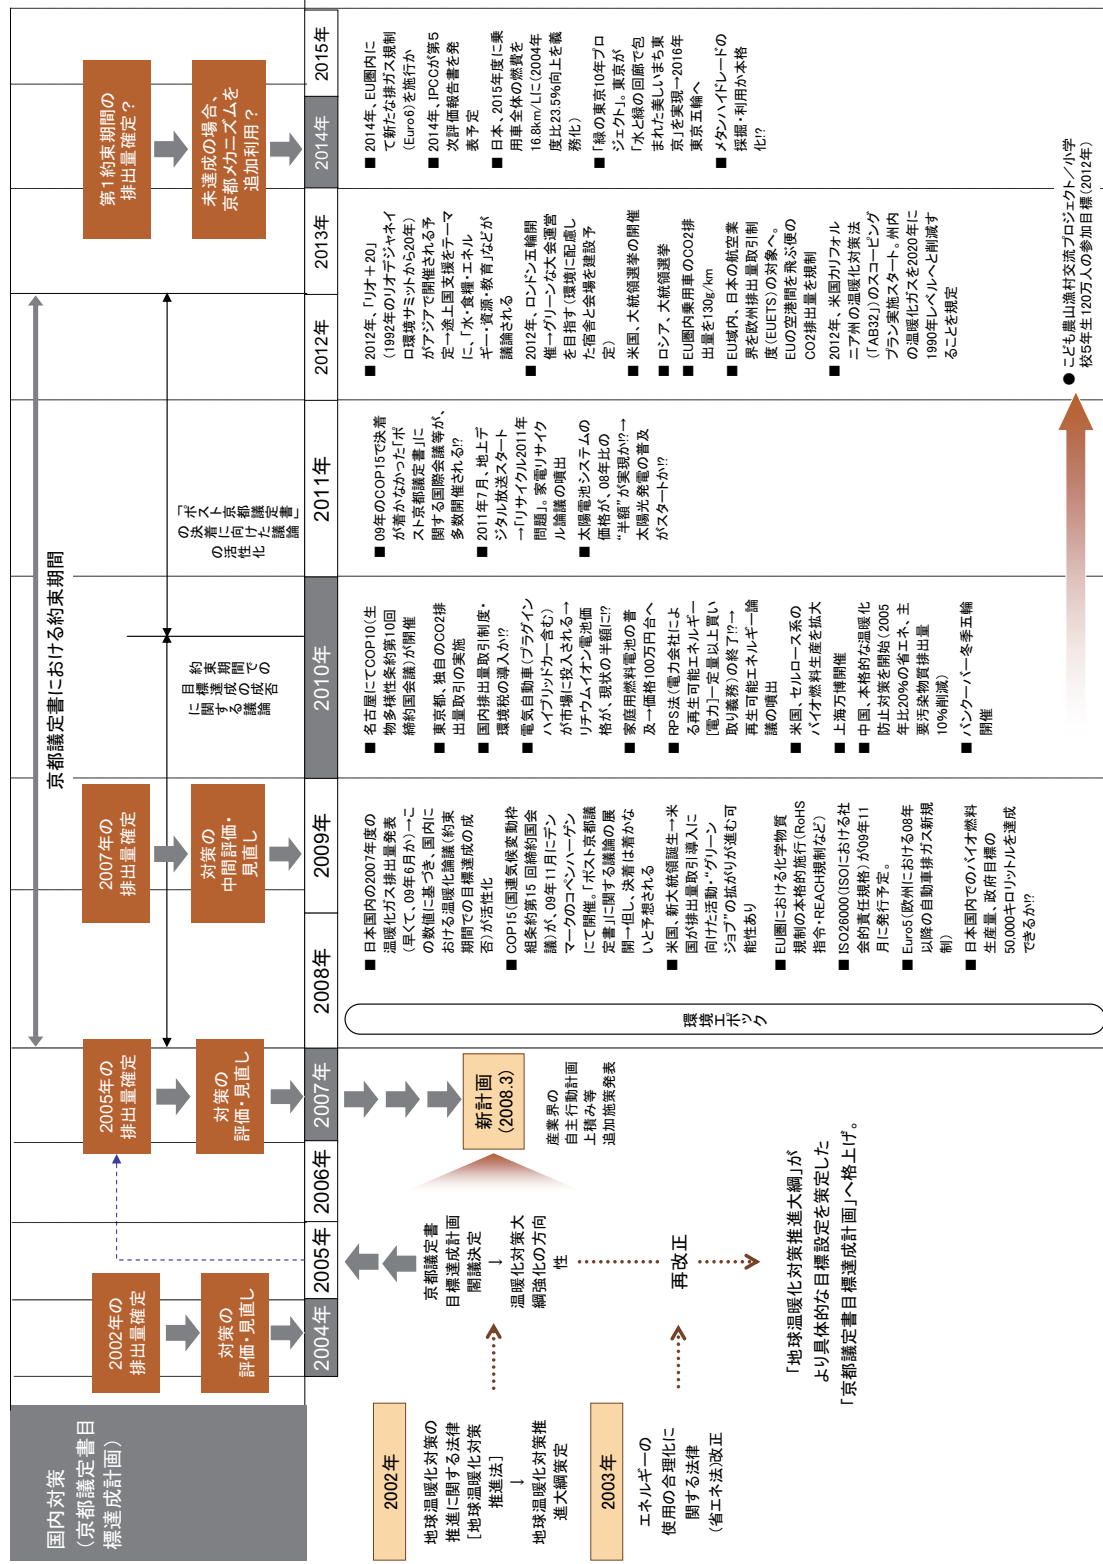 国内対策
（京都議定書目
標達成計画）
京都議定書における約束期間
約束期間での
目標達成の成否
に関する議論
「ポスト京都議定書」
の決着に向けた議論
の活性化
2002年の
排出量確定
対策の
評価・見直し
2005年の
排出量確定
対策の
評価・見直し
2007年の
排出量確定
対策の
中間評価・
見直し
第1約束期間の
排出量確定？
未達成の場合、
京都メカニズムを
追加利用？
2004年
2005年
2006年
2007年
2008年
2009年
2010年
2011年
2012年
2013年
2014年
2015年
2002年
地球温暖化対策の
推進に関する法律
[地球温暖化対策
推進法]
↓
地球温暖化対策推
進大綱策定
2003年
エネルギーの
使用の合理化に
関する法律
(省エネ法)改正
京都議定書
目標達成計画
閣議決定
↓
温暖化対策大
綱強化の方向
性
再改正
「地球温暖化対策推進大綱」が
より具体的な目標設定を策定した
「京都議定書目標達成計画」へ格上げ。
新計画
(2008.3)
産業界の
自主行動計画
上積み等
追加施策発表
環境エポック
■ 日本国内の2007年度の
温暖化ガス排出量発表
（早くて、09年6月か）→こ
の数値に基づき、国内に
おける温暖化論議（約束
期間での目標達成の成
否）が活性化
■ COP15（国連気候変動枠
組条約第15 回締約国会
議）が、09年11月にデン
マークのコペンハーゲン
にて開催。「ポスト京都議
定書」に関する議論の展
開→但し、決着は着かな
いと予想される
■ 米国、新大統領誕生→米
国が排出量取引導入に
向けた活動・“グリーン
ジョブ”の拡がりが進む可
能性あり
■ EU圏における化学物質
規制の本格的施行（RoHS
指令・REACH規制など）
■ ISO26000（ISOにおける社
会的責任規格）が09年11
月に発行予定。
■ Euro5（欧州における08年
以降の自動車排ガス新規
制）
■ 日本国内でのバイオ燃料
生産量、政府目標の
50,000キロリットルを達成
できるか!?
■ 名古屋にてCOP10（生
物多様性条約第10回
締約国会議）が開催
■ 東京都、独自のCO2排
出量取引の実施
■ 国内排出量取引制度・
環境税の導入か!?
■ 電気自動車（プラグイン
ハイブリッドカー含む）
が市場に投入される→
リチウムイオン電池価
格が、現状の半額に!?
■ 家庭用燃料電池の普
及→価格100万円台へ
■ RPS法（電力会社によ
る再生可能エネルギー
[電力]一定量以上買い
取り義務）の終了!?→
再生可能エネルギー論
議の噴出
■ 米国、セルロース系の
バイオ燃料生産を拡大
■ 上海万博開催
■ 中国、本格的な温暖化
防止対策を開始（2005
年比20%の省エネ、主
要汚染物質排出量
10%削減）
■ バンクーバー冬季五輪
開催
■ 09年のCOP15で決着
が着かなかった「ポ
スト京都議定書」に
関する国際会議等が、
多数開催される!?
■ 2011年7月、地上デ
ジタル放送スタート
→「リサイクル2011年
問題」。家電リサイク
ル論議の噴出
■ 太陽電池システムの
価格が、08年比の
“半額”が実現か!?→
太陽光発電の普及
がスタートか!?
■ 2012年、「リオ＋20」
（1992年のリオデジャネイ
ロ環境サミットから20年）
がアジアで開催される予
定→途上国支援をテーマ
に、「水・食糧・エネル
ギー・資源・教育」などが
議論される
■ 2012年、ロンドン五輪開
催→グリーンな大会運営
を目指す（環境に配慮し
た宿舎と会場を建設予
定）
■ 米国、大統領選挙の開催
■ ロシア、大統領選挙
■ EU圏内乗用車のCO2排
出量を130g/km
■ EU域内、日本の航空業
界を欧州排出量取引制
度（EUETS）の対象へ。
EUの空港間を飛ぶ便の
CO2排出量を規制
■ 2012年、米国カリフォル
ニア州の温暖化対策法
（「AB32」）のスコーピング
プラン実施スタート。州内
の温暖化ガスを2020年に
1990年レベルへと削減す
ることを規定
■ 2014年、EU圏内に
て新たな排ガス規制
（Euro6）を施行か
■ 2014年、IPCCが第5
次評価報告書を発
表予定
■ 日本、2015年度に乗
用車全体の燃費を
16.8km/Lに（2004年
度比23.5%向上を義
務化）
■ 「緑の東京10年プロ
ジェクト」。東京が
「水と緑の回廊で包
まれた美しいまち東
京」を実現→2016年
東京五輪へ
■ メタンハイドレードの
採掘・利用か本格
化!?
● こども農山漁村交流プロジェクト／小学
校5年生120万人の参加目標（2012年）